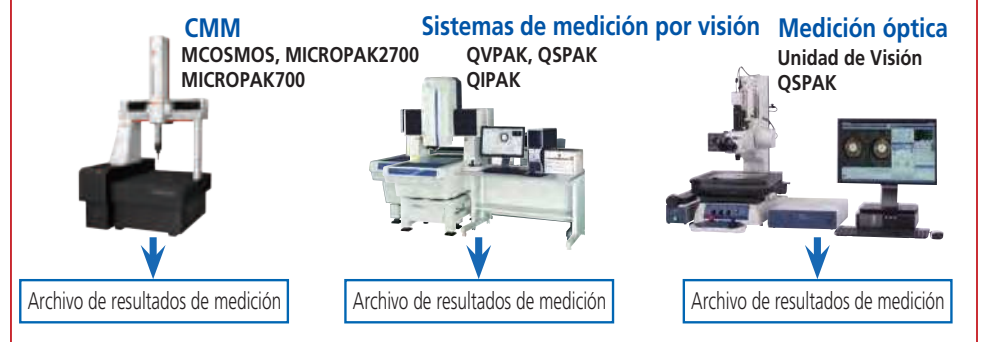 CMM
MCOSMOS, MICROPAK2700
MICROPAK700
Sistemas de medición por visión
QVPAK, QSPAK
QIPAK
Medición óptica
Unidad de Visión
QSPAK
Archivo de resultados de medición
Archivo de resultados de medición
Archivo de resultados de medición